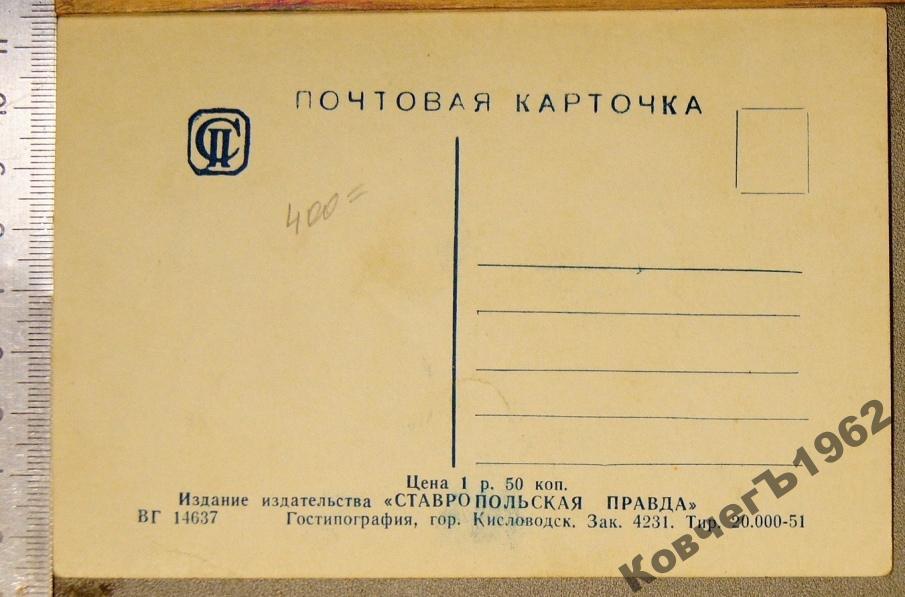 ПОЧТОВАЯ КАРТОЧКА
СП
400=
Цена 1 р. 50 коп.
Издание издательства «СТАВРОПОЛЬСКАЯ ПРАВДА»
ВГ 14637 Гостипография, гор. Кисловодск. Зак. 4231. Тир. 20.000-51
КовчегЪ1962